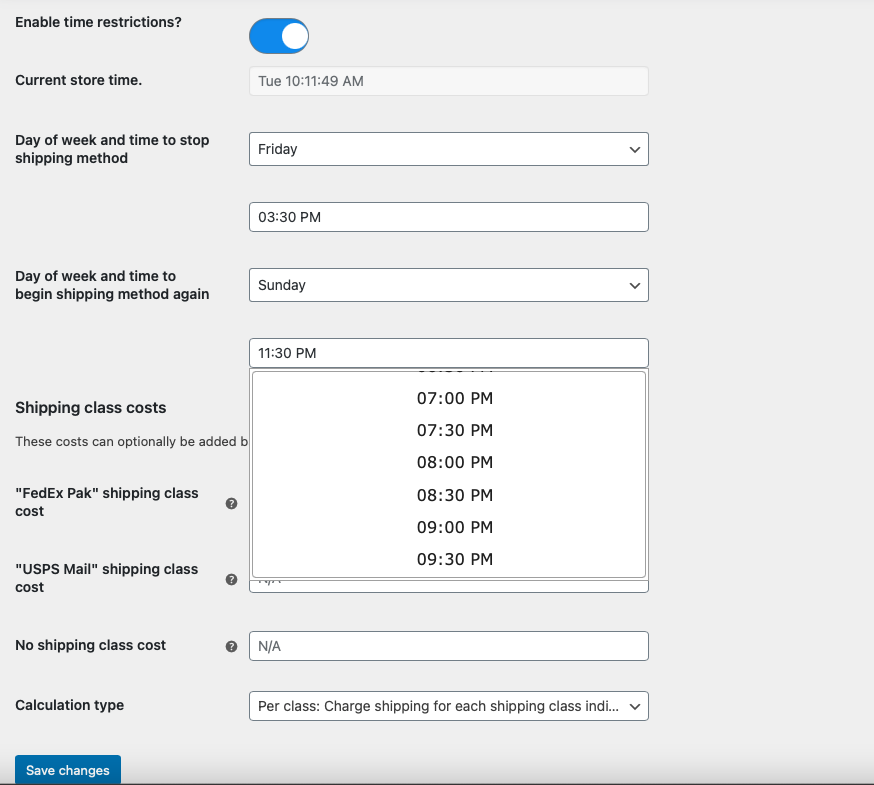 Enable time restrictions?
Current store time.
Tue 10:11:49 AM
Day of week and time to stop
shipping method
Friday
03:30 PM
Day of week and time to
begin shipping method again
Sunday
11:30 PM
07:00 PM
07:30 PM
08:00 PM
08:30 PM
09:00 PM
09:30 PM
Shipping class costs
These costs can optionally be added b
"FedEx Pak" shipping class
cost
?
"USPS Mail" shipping class
cost
?
No shipping class cost
?
N/A
Calculation type
Per class: Charge shipping for each shipping class indi...
Save changes